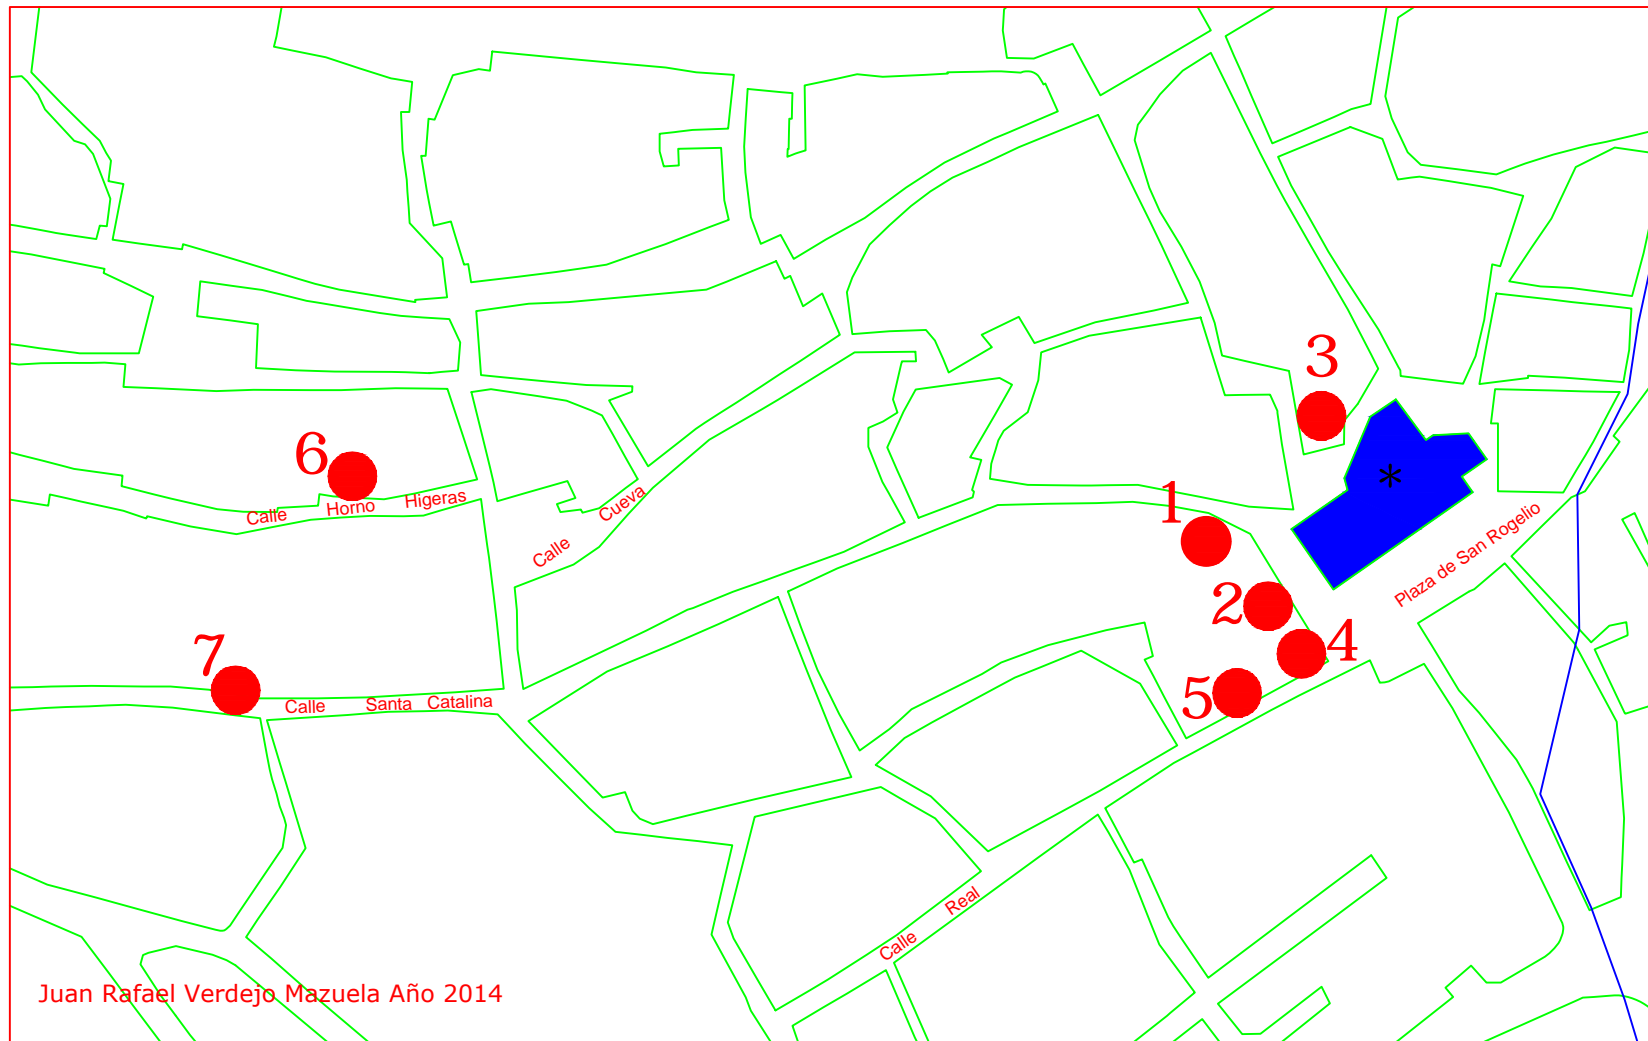 3
6
Calle Horno Higeras
Calle Cueva
*
1
Plaza de San Rogelio
2
4
7
5
Calle Santa Catalina
Calle Real
Juan Rafael Verdejo Mazuela Año 2014